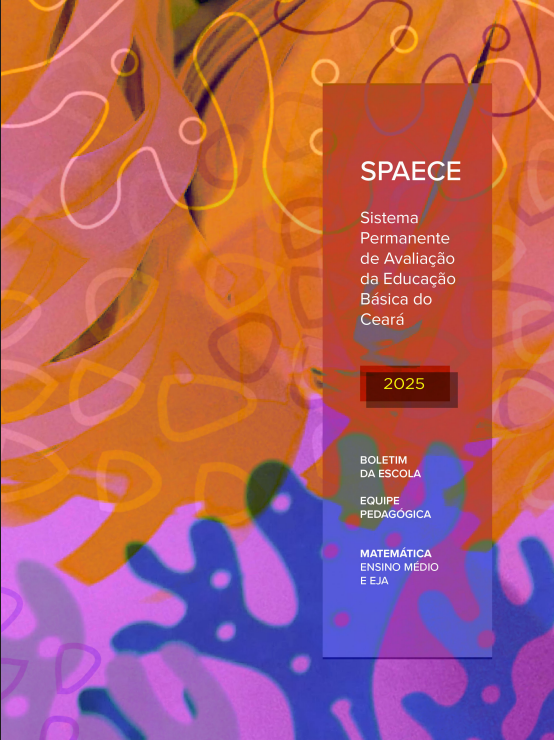 SPAECE
Sistema
Permanente
de Avaliação
da Educação
Básica do
Ceará
2025
BOLETIM
DA ESCOLA
EQUIPE
PEDAGÓGICA
MATEMÁTICA
ENSINO MÉDIO
E EJA